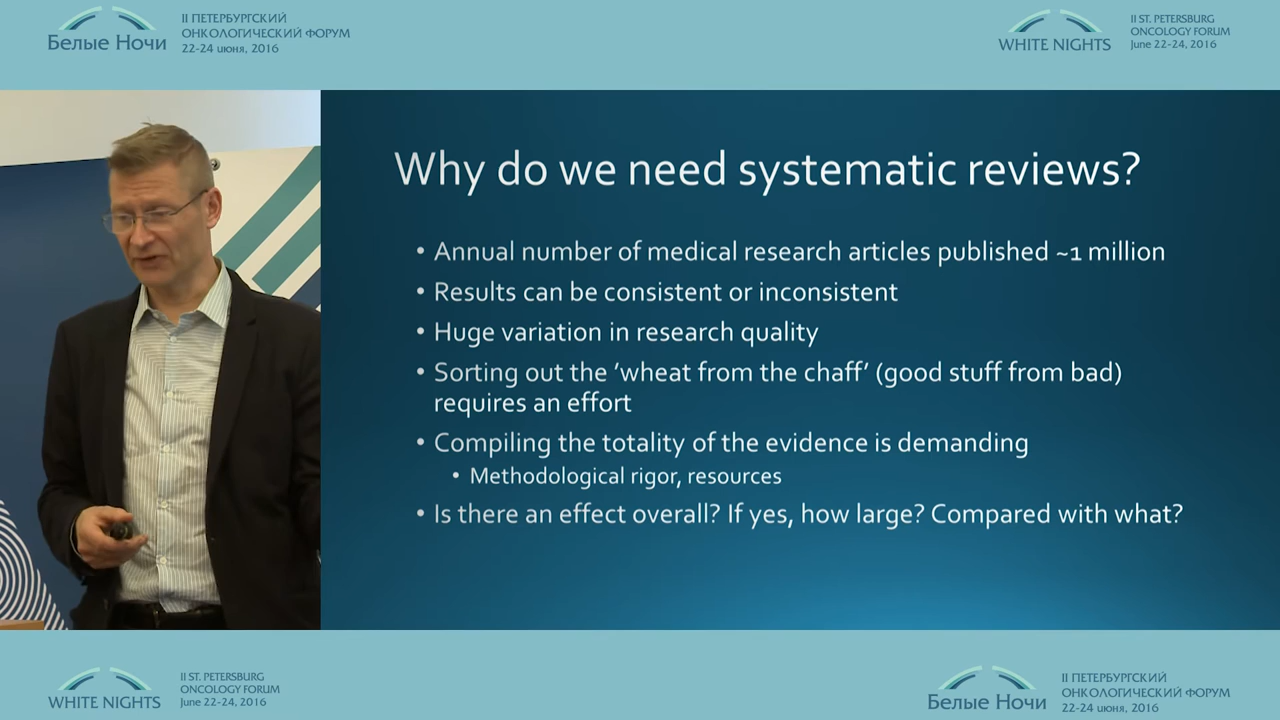 II ПЕТЕРБУРГСКИЙ
ОНКОЛОГИЧЕСКИЙ ФОРУМ
22-24 июня, 2016
Белые Ночи
II ST. PETERSBURG
ONCOLOGY FORUM
June 22-24, 2016
WHITE NIGHTS
Why do we need systematic reviews?
• Annual number of medical research articles published ~1 million
• Results can be consistent or inconsistent
• Huge variation in research quality
• Sorting out the ‘wheat from the chaff’ (good stuff from bad)
requires an effort
• Compiling the totality of the evidence is demanding
• Methodological rigor, resources
• Is there an effect overall? If yes, how large? Compared with what?
II ST. PETERSBURG
ONCOLOGY FORUM
June 22-24, 2016
WHITE NIGHTS
II ПЕТЕРБУРГСКИЙ
ОНКОЛОГИЧЕСКИЙ ФОРУМ
22-24 июня, 2016
Белые Ночи